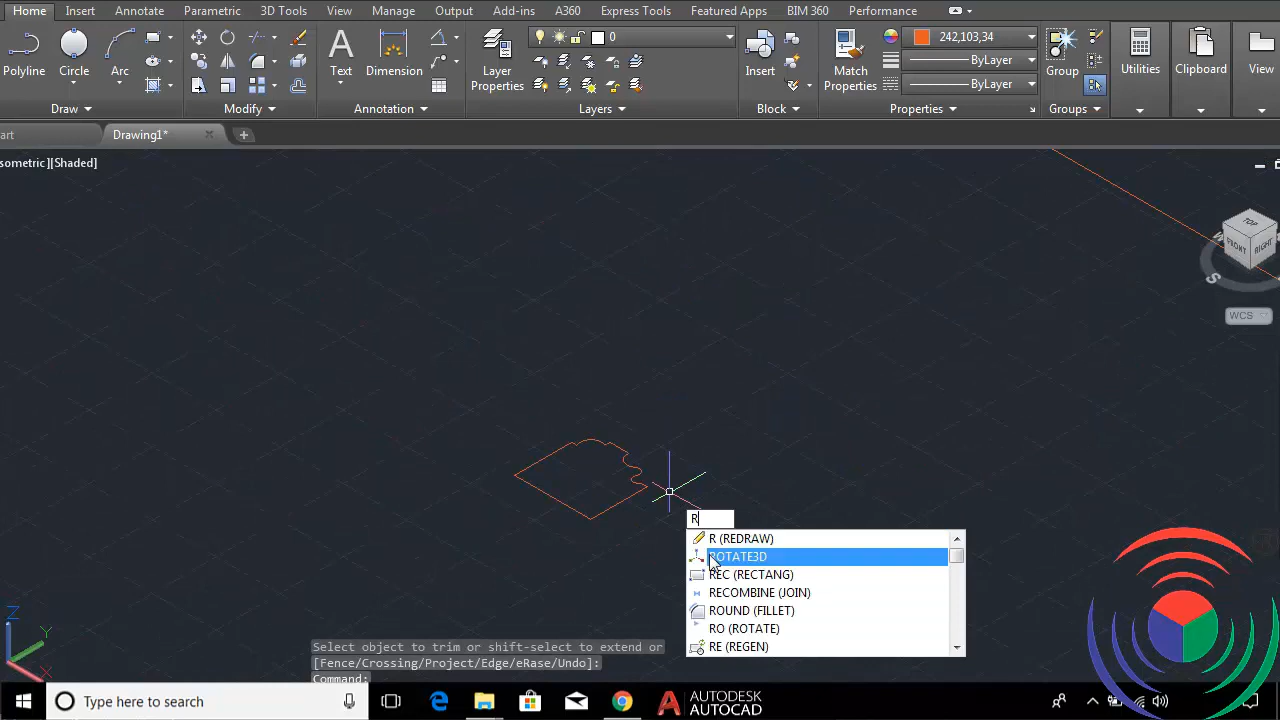 Home Insert Annotate Parametric 3D Tools View Manage Output Add-ins A360 Express Tools Featured Apps BIM 360 Performance
0 242,103,34
ByLayer
Polyline Circle Arc Text Dimension Layer Properties Insert Match Properties Group Utilities Clipboard View
ByLayer
Draw Modify Annotation Layers Block Properties Groups
art Drawing1*
sometric][Shaded]
TOP
FRONT RIGHT
W
S
WCS
R
R (REDRAW)
ROTATE3D
REC (RECTANG)
RECOMBINE (JOIN)
ROUND (FILLET)
RO (ROTATE)
RE (REGEN)
Z
Y
X
Select object to trim or shift-select to extend or
[Fence/Crossing/Project/Edge/eRase/Undo]:
Command:
Type here to search
AUTODESK
AUTOCAD